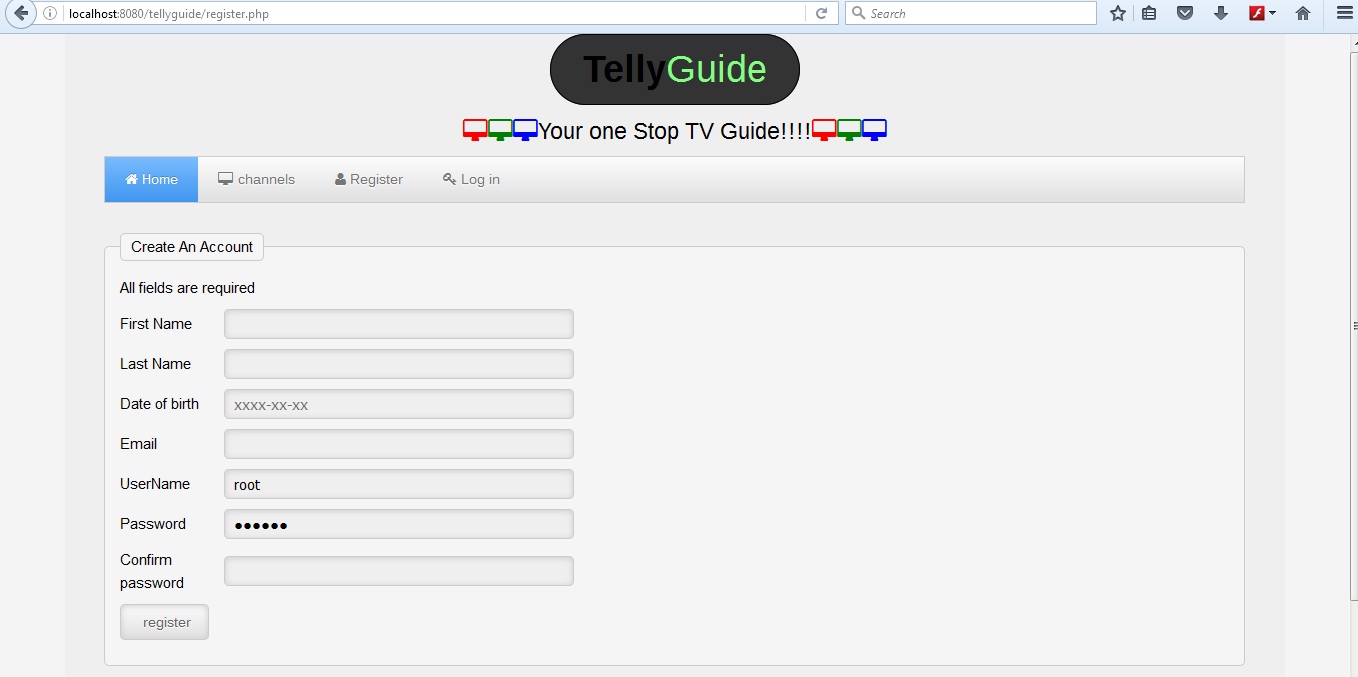 localhost:8080/tellyguide/register.php
Search
TellyGuide
Your one Stop TV Guide!!!!
Home channels Register Log in
Create An Account
All fields are required
First Name
Last Name
Date of birth xxxx-xx-xx
Email
UserName root
Password ●●●●●●
Confirm
password
register